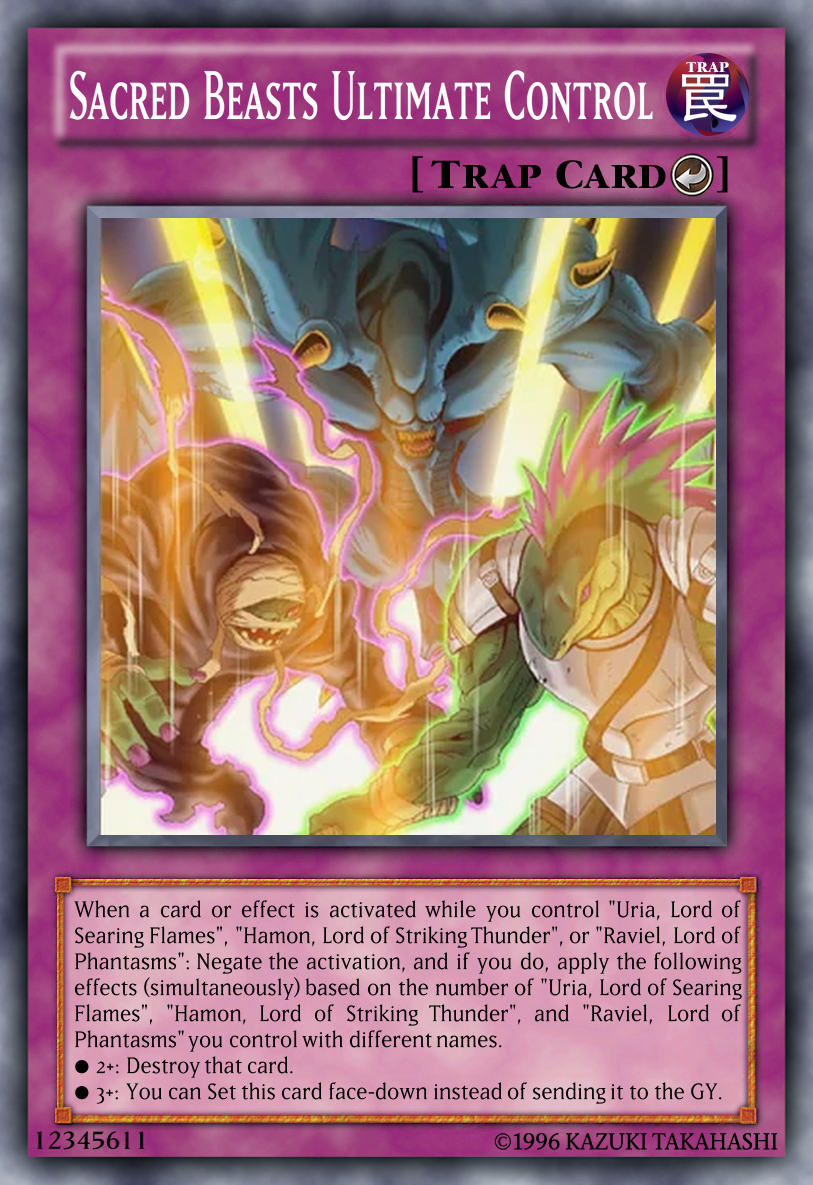 SACRED BEASTS ULTIMATE CONTROL
TRAP
罠
[TRAP CARD]
When a card or effect is activated while you control "Uria, Lord of
Searing Flames", "Hamon, Lord of Striking Thunder", or "Raviel, Lord of
Phantasms": Negate the activation, and if you do, apply the following
effects (simultaneously) based on the number of "Uria, Lord of Searing
Flames", "Hamon, Lord of Striking Thunder", and "Raviel, Lord of
Phantasms" you control with different names.
● 2+: Destroy that card.
● 3+: You can Set this card face-down instead of sending it to the GY.
12345611
©1996 KAZUKI TAKAHASHI